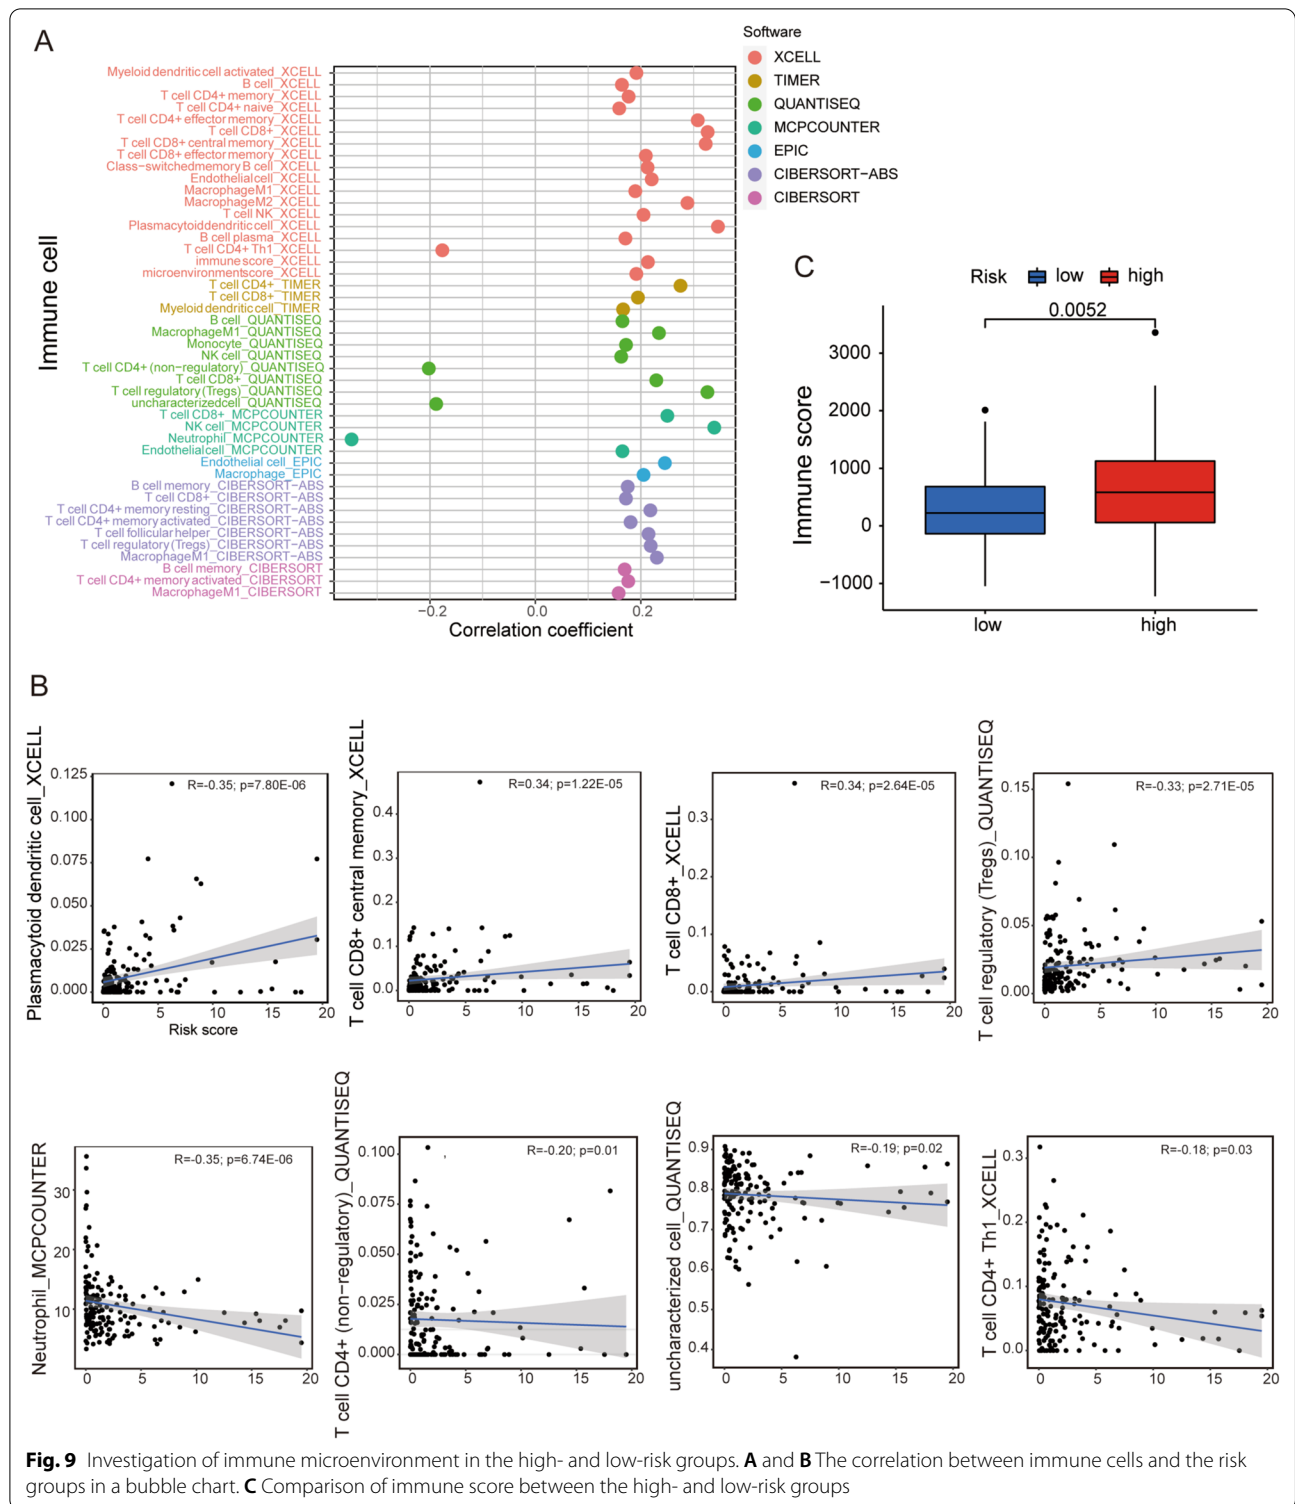 A
Software
XCELL
TIMER
QUANTISEQ
MCPCOUNTER
EPIC
CIBERSORT-ABS
CIBERSORT
Immune cell
Myeloid dendritic cell activated_XCELL
B cell_XCELL
T cell CD4+ memory_XCELL
T cell CD4+ naive_XCELL
T cell CD4+ effector memory_XCELL
T cell CD8+_XCELL
T cell CD8+ central memory_XCELL
T cell CD8+ effector memory_XCELL
Class-switched memory B cell_XCELL
Endothelial cell_XCELL
Macrophage M1_XCELL
Macrophage M2_XCELL
T cell NK_XCELL
Plasmacytoid dendritic cell_XCELL
B cell plasma_XCELL
T cell CD4+ Th1_XCELL
immune score_XCELL
microenvironment score_XCELL
T cell CD4+_TIMER
T cell CD8+_TIMER
Myeloid dendritic cell_TIMER
B cell_QUANTISEQ
Macrophage M1_QUANTISEQ
Monocyte_QUANTISEQ
NK cell_QUANTISEQ
T cell CD4+ (non-regulatory)_QUANTISEQ
T cell CD8+_QUANTISEQ
T cell regulatory (Tregs)_QUANTISEQ
uncharacterized cell_QUANTISEQ
T cell CD8+_MCPCOUNTER
NK cell_MCPCOUNTER
Neutrophil_MCPCOUNTER
Endothelial cell_MCPCOUNTER
Endothelial cell_EPIC
Macrophage_EPIC
B cell memory_CIBERSORT-ABS
T cell CD8+_CIBERSORT-ABS
T cell CD4+ memory resting_CIBERSORT-ABS
T cell CD4+ memory activated_CIBERSORT-ABS
T cell follicular helper_CIBERSORT-ABS
T cell regulatory (Tregs)_CIBERSORT-ABS
Macrophage M1_CIBERSORT-ABS
B cell memory_CIBERSORT
T cell CD4+ memory activated_CIBERSORT
Macrophage M1_CIBERSORT
-0.2 0.0 0.2
Correlation coefficient
C
Risk low high
0.0052
Immune score
3000
2000
1000
0
-1000
low high
B
Plasmacytoid dendritic cell_XCELL
R=-0.35; p=7.80E-06
0.125
0.100
0.075
0.050
0.025
0.000
0 5 10 15 20
Risk score
T cell CD8+ central memory_XCELL
R=0.34; p=1.22E-05
0.4
0.3
0.2
0.1
0.0
0 5 10 15 20
T cell CD8+_XCELL
R=0.34; p=2.64E-05
0.3
0.2
0.1
0.0
0 5 10 15 20
T cell regulatory (Tregs)_QUANTISEQ
R=-0.33; p=2.71E-05
0.15
0.10
0.05
0.00
0 5 10 15 20
Neutrophil_MCPCOUNTER
R=-0.35; p=6.74E-06
30
20
10
0 5 10 15 20
T cell CD4+ (non-regulatory)_QUANTISEQ
R=-0.20; p=0.01
0.100
0.075
0.050
0.025
0.000
0 5 10 15 20
uncharacterized cell_QUANTISEQ
R=-0.19; p=0.02
0.9
0.8
0.7
0.6
0.5
0.4
0 5 10 15 20
T cell CD4+ Th1_XCELL
R=-0.18; p=0.03
0.3
0.2
0.1
0.0
0 5 10 15 20
Fig. 9 Investigation of immune microenvironment in the high- and low-risk groups. A and B The correlation between immune cells and the risk
groups in a bubble chart. C Comparison of immune score between the high- and low-risk groups